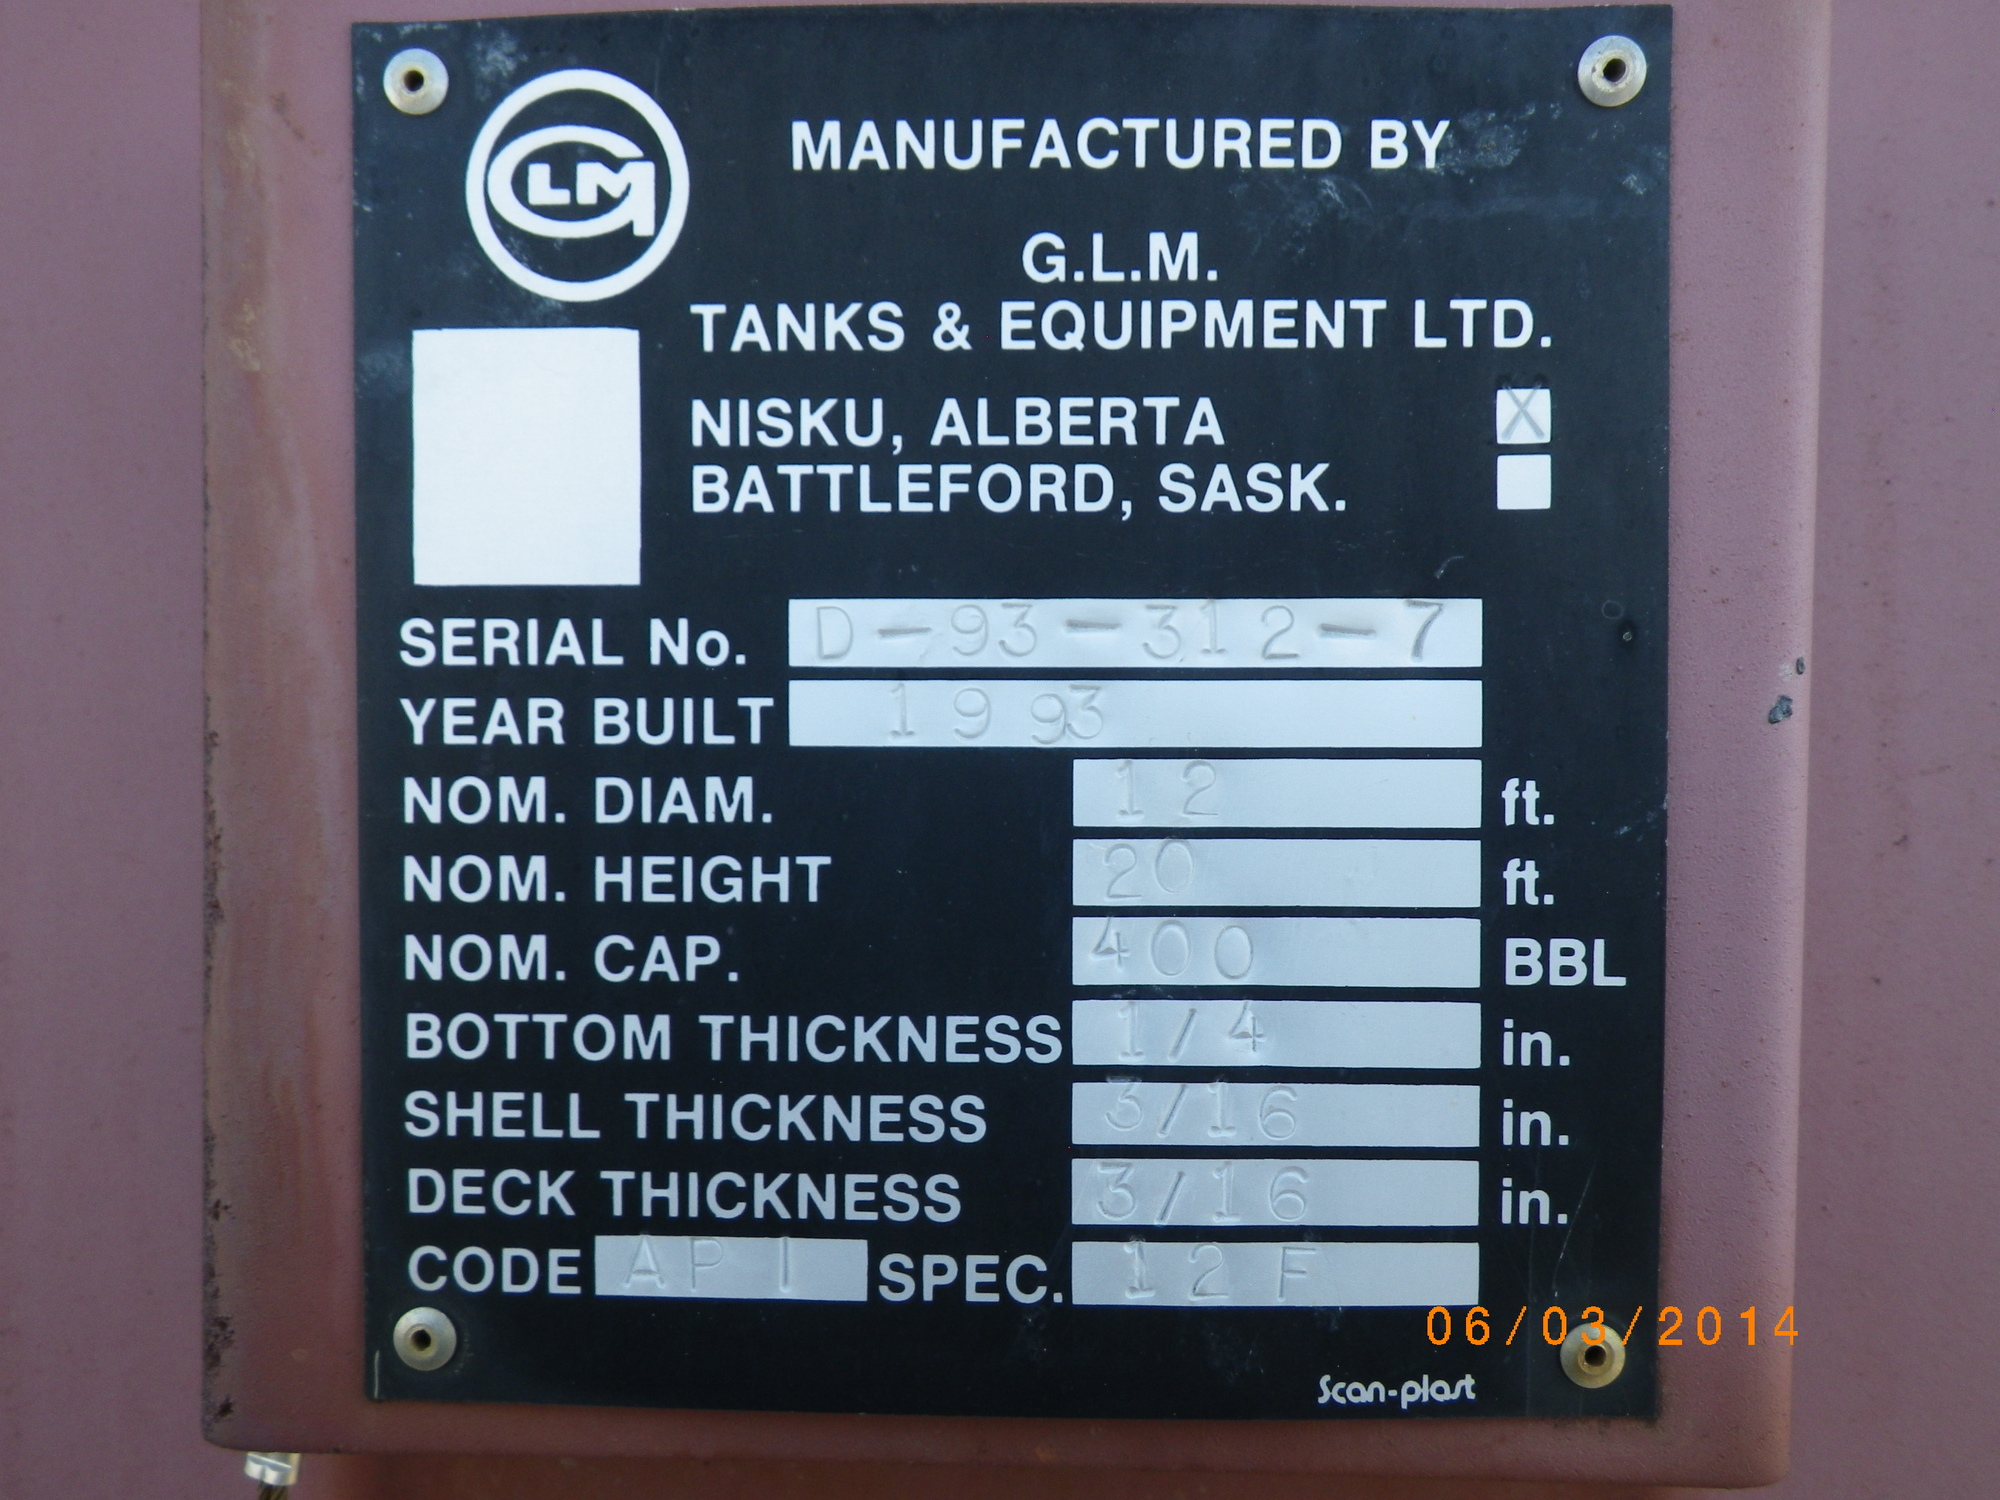 GLM
MANUFACTURED BY
G.L.M.
TANKS & EQUIPMENT LTD.
NISKU, ALBERTA X
BATTLEFORD, SASK.
SERIAL No. D-93-312-7
YEAR BUILT 1993
NOM. DIAM. 12 ft.
NOM. HEIGHT 20 ft.
NOM. CAP. 400 BBL
BOTTOM THICKNESS 1/4 in.
SHELL THICKNESS 3/16 in.
DECK THICKNESS 3/16 in.
CODE API SPEC. 12F
06/03/2014
Scan-plast